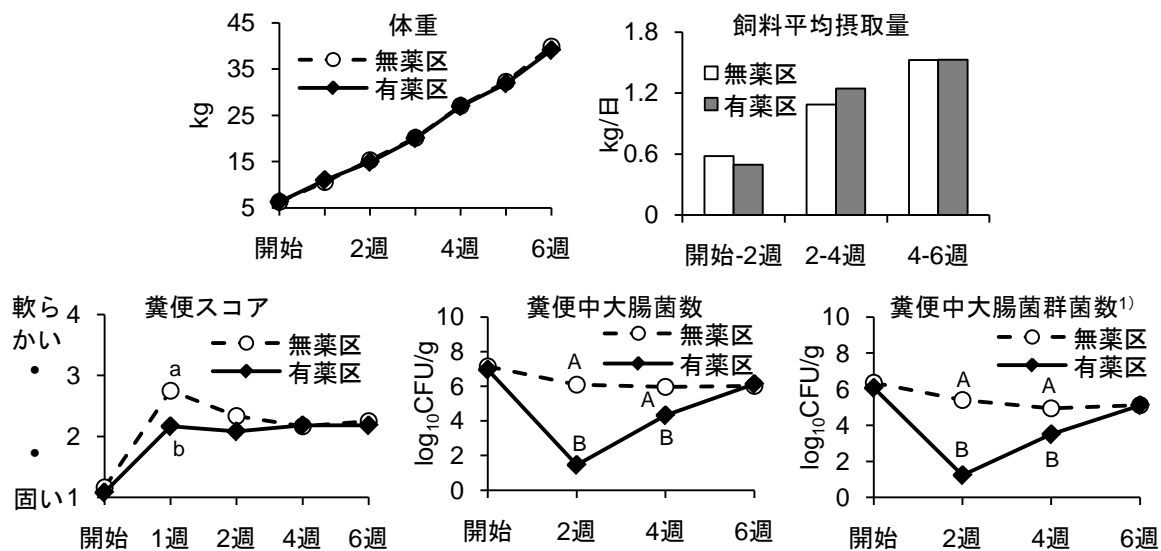 体重
45
35
25
15
5
kg
無薬区
有薬区
開始 2週 4週 6週
飼料平均摂取量
1.8
1.2
0.6
0
kg/日
無薬区
有薬区
開始-2週 2-4週 4-6週
糞便スコア
軟らかい
・
・
固い
4
3
2
1
無薬区
有薬区
a
b
開始 1週 2週 4週 6週
糞便中大腸菌数
10
8
6
4
2
0
log₁₀CFU/g
無薬区
有薬区
A
A
B
B
開始 2週 4週 6週
糞便中大腸菌群菌数¹⁾
10
8
6
4
2
0
log₁₀CFU/g
無薬区
有薬区
A
A
B
B
開始 2週 4週 6週